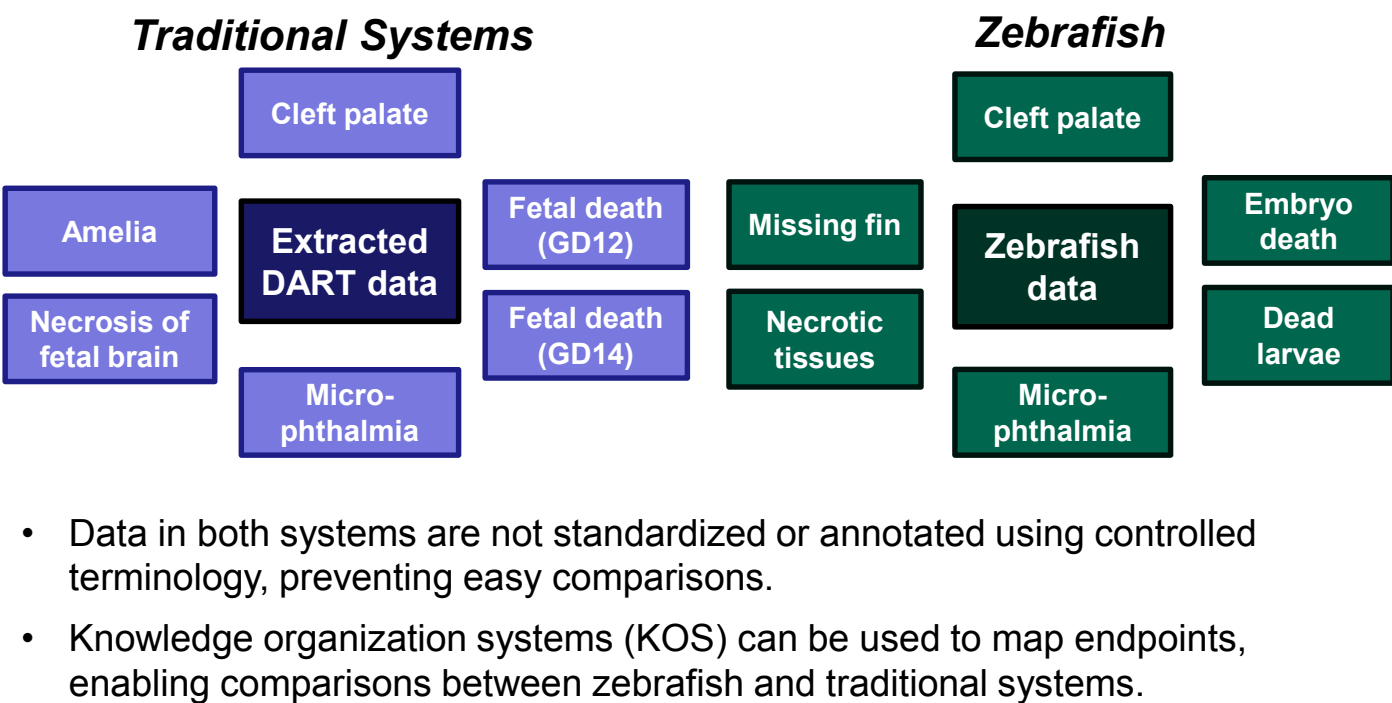 Traditional Systems
Cleft palate
Amelia
Extracted
DART data
Fetal death
(GD12)
Necrosis of
fetal brain
Fetal death
(GD14)
Micro-
phthalmia
Zebrafish
Cleft palate
Missing fin
Zebrafish
data
Embryo
death
Necrotic
tissues
Dead
larvae
Micro-
phthalmia
• Data in both systems are not standardized or annotated using controlled
terminology, preventing easy comparisons.
• Knowledge organization systems (KOS) can be used to map endpoints,
enabling comparisons between zebrafish and traditional systems.